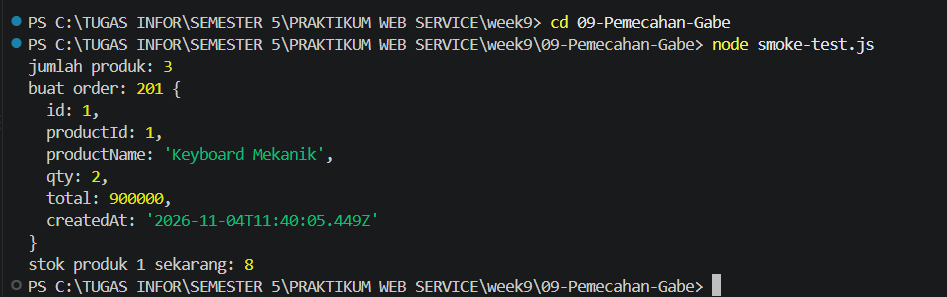 PS C:\TUGAS INFOR\SEMESTER 5\PRAKTIKUM WEB SERVICE\week9> cd 09-Pemecahan-Gabe
PS C:\TUGAS INFOR\SEMESTER 5\PRAKTIKUM WEB SERVICE\week9\09-Pemecahan-Gabe> node smoke-test.js
jumlah produk: 3
buat order: 201 {
  id: 1,
  productId: 1,
  productName: 'Keyboard Mekanik',
  qty: 2,
  total: 900000,
  createdAt: '2026-11-04T11:40:05.449Z'
}
stok produk 1 sekarang: 8
PS C:\TUGAS INFOR\SEMESTER 5\PRAKTIKUM WEB SERVICE\week9\09-Pemecahan-Gabe>